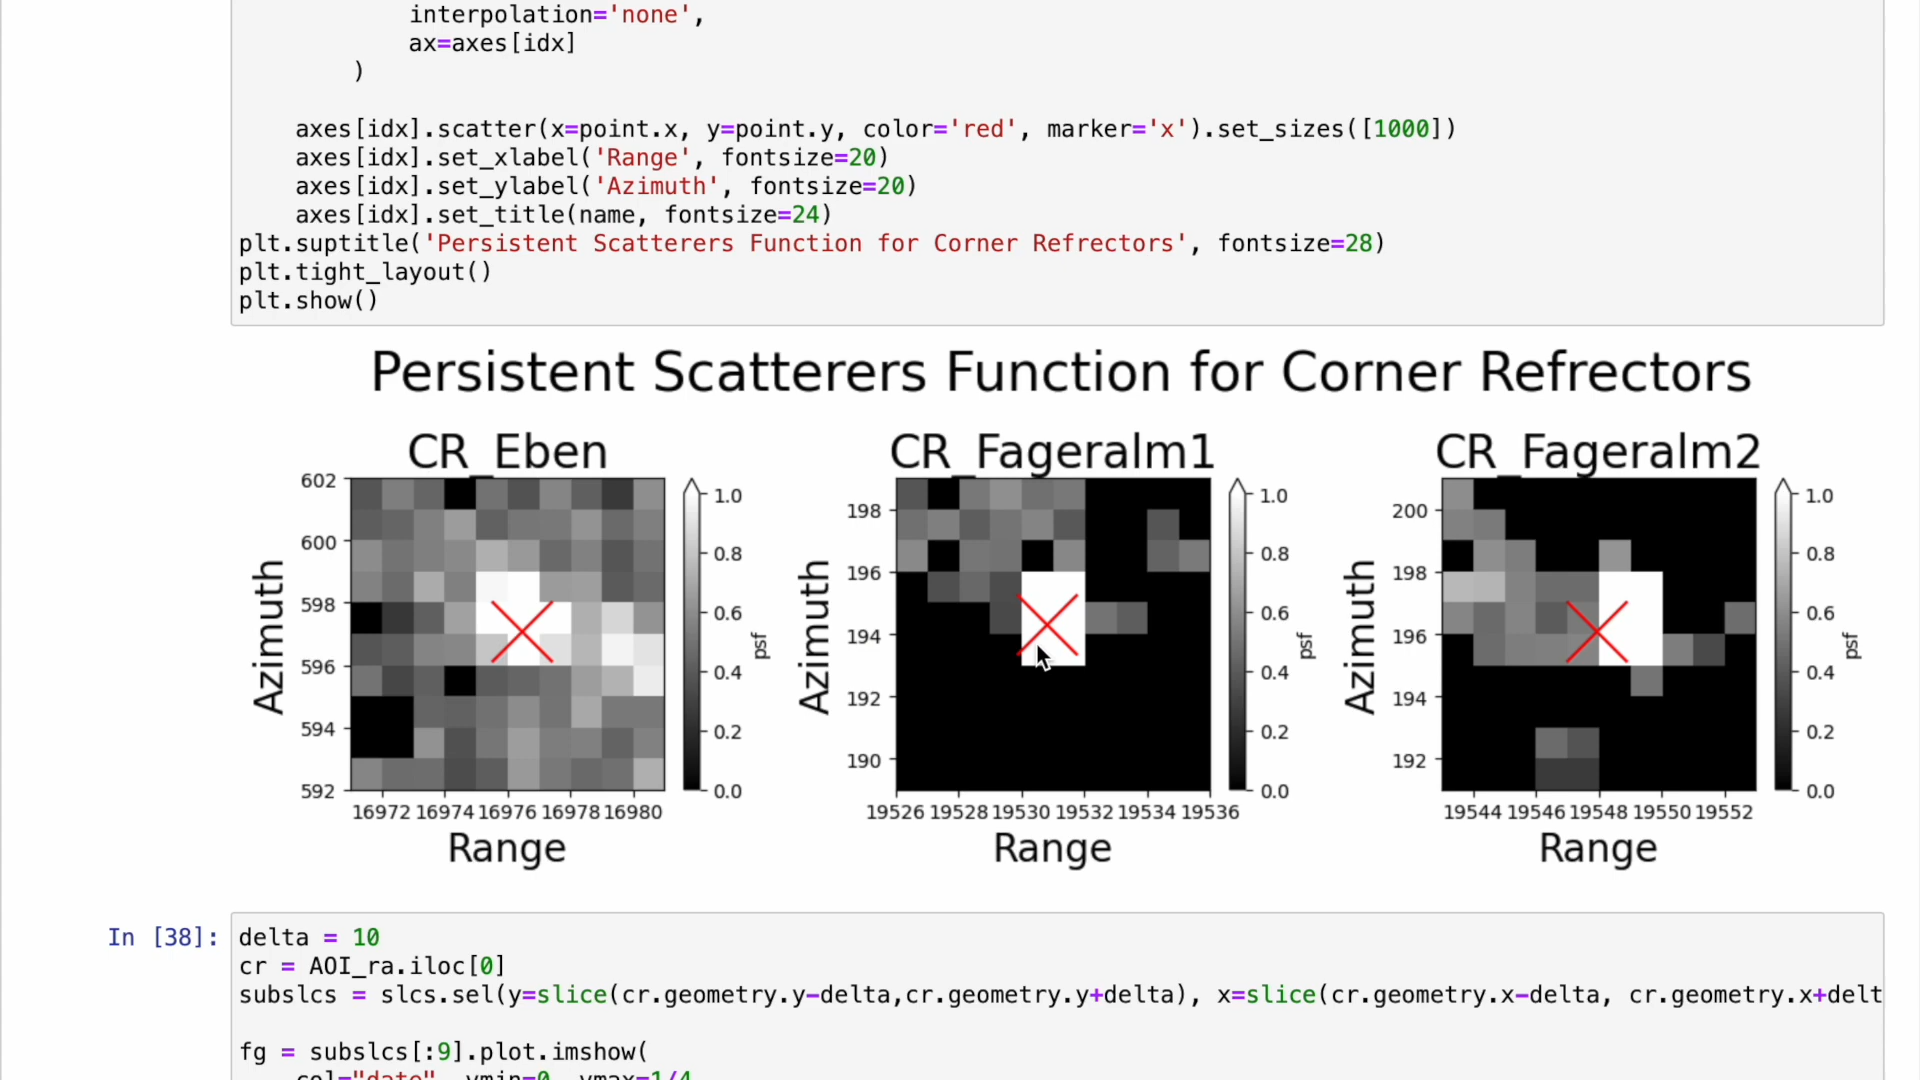 interpolation='none',
ax=axes[idx]
)
axes[idx].scatter(x=point.x, y=point.y, color='red', marker='x').set_sizes([1000])
axes[idx].set_xlabel('Range', fontsize=20)
axes[idx].set_ylabel('Azimuth', fontsize=20)
axes[idx].set_title(name, fontsize=24)
plt.suptitle('Persistent Scatterers Function for Corner Refrectors', fontsize=28)
plt.tight_layout()
plt.show()
Persistent Scatterers Function for Corner Refrectors
CR_Eben
602
600
598
596
594
592
Azimuth
16972 16974 16976 16978 16980
Range
1.0
0.8
0.6
0.4
0.2
0.0
psf
CR_Fageralm1
198
196
194
192
190
Azimuth
19526 19528 19530 19532 19534 19536
Range
1.0
0.8
0.6
0.4
0.2
0.0
psf
CR_Fageralm2
200
198
196
194
192
Azimuth
19544 19546 19548 19550 19552
Range
1.0
0.8
0.6
0.4
0.2
0.0
psf
In [38]:
delta = 10
cr = AOI_ra.iloc[0]
subslcs = slcs.sel(y=slice(cr.geometry.y-delta,cr.geometry.y+delta), x=slice(cr.geometry.x-delta, cr.geometry.x+delt
fg = subslcs[:9].plot.imshow(
col="date", vmin=0, vmax=1/4